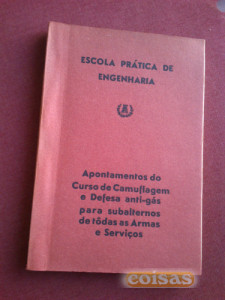 ESCOLA PRÁTICA DE
ENGENHARIA
Apontamentos do
Curso de Camuflagem
e Defesa anti-gás
para subalternos
de tôdas as Armas
e Serviços
coisas